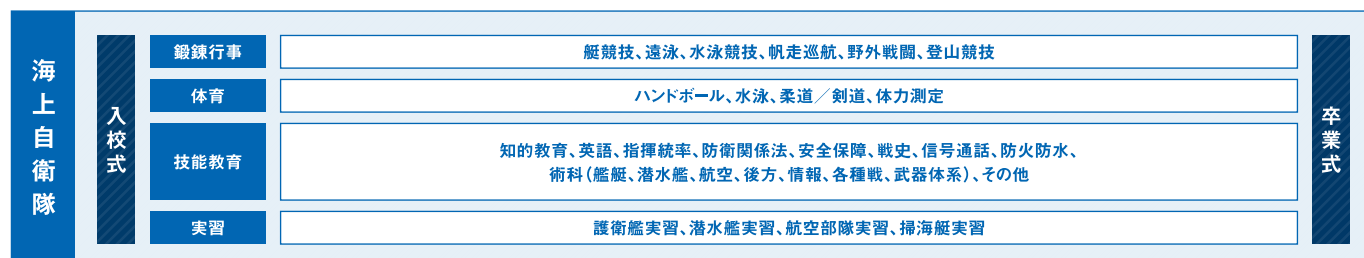 海上自衛隊
入校式
鍛錬行事
艇競技、遠泳、水泳競技、帆走巡航、野外戦闘、登山競技
体育
ハンドボール、水泳、柔道／剣道、体力測定
技能教育
知的教育、英語、指揮統率、防衛関係法、安全保障、戦史、信号通話、防火防水、
術科（艦艇、潜水艦、航空、後方、情報、各種戦、武器体系）、その他
実習
護衛艦実習、潜水艦実習、航空部隊実習、掃海艇実習
卒業式